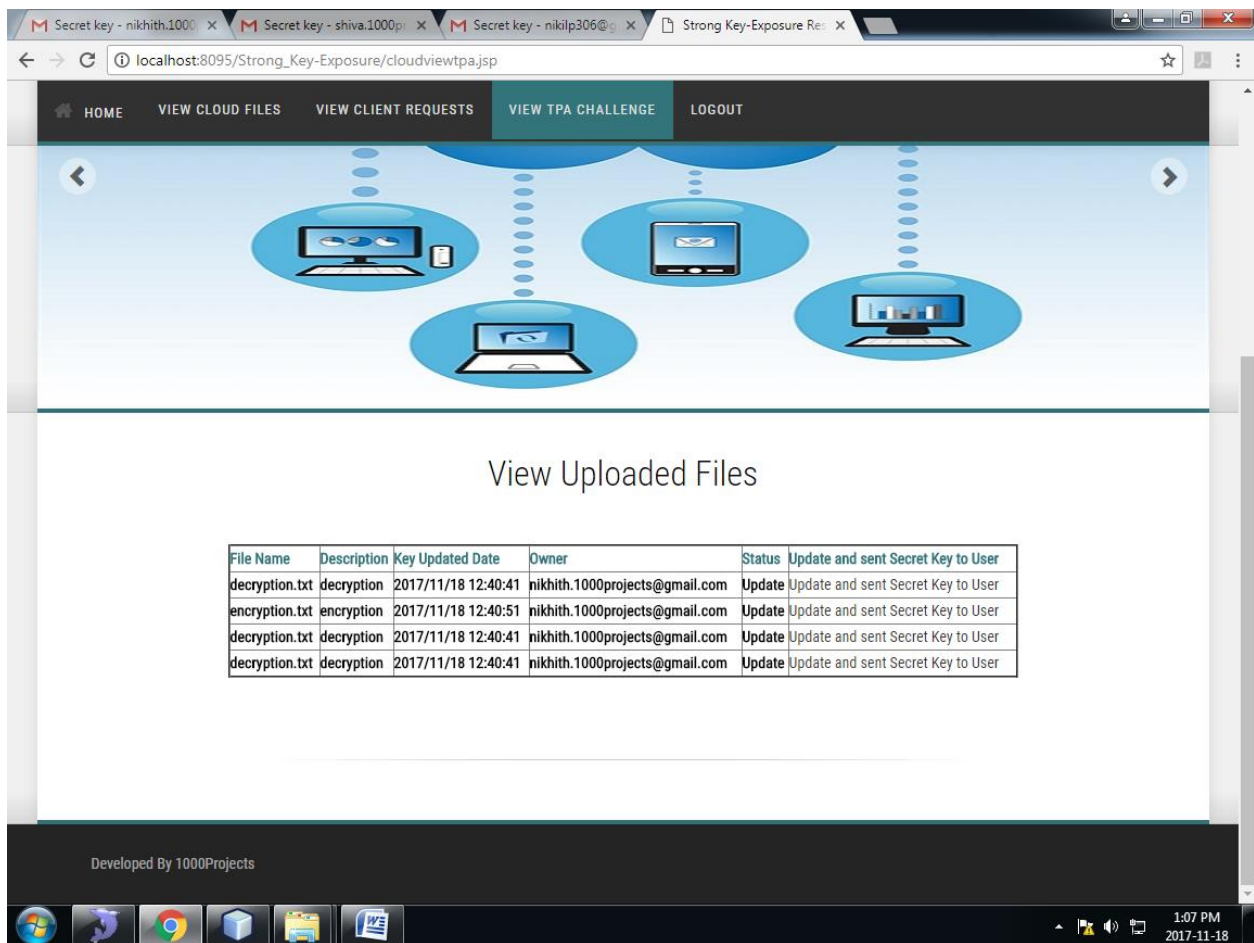 Secret key - nikhith.1000
Secret key - shiva.1000p
Secret key - nikilp306@g
Strong Key-Exposure Res
localhost:8095/Strong_Key-Exposure/cloudviewtpa.jsp
HOME VIEW CLOUD FILES VIEW CLIENT REQUESTS VIEW TPA CHALLENGE LOGOUT
View Uploaded Files
File Name Description Key Updated Date Owner Status Update and sent Secret Key to User
decryption.txt decryption 2017/11/18 12:40:41 nikhith.1000projects@gmail.com Update Update and sent Secret Key to User
encryption.txt encryption 2017/11/18 12:40:51 nikhith.1000projects@gmail.com Update Update and sent Secret Key to User
decryption.txt decryption 2017/11/18 12:40:41 nikhith.1000projects@gmail.com Update Update and sent Secret Key to User
decryption.txt decryption 2017/11/18 12:40:41 nikhith.1000projects@gmail.com Update Update and sent Secret Key to User
Developed By 1000Projects
1:07 PM
2017-11-18